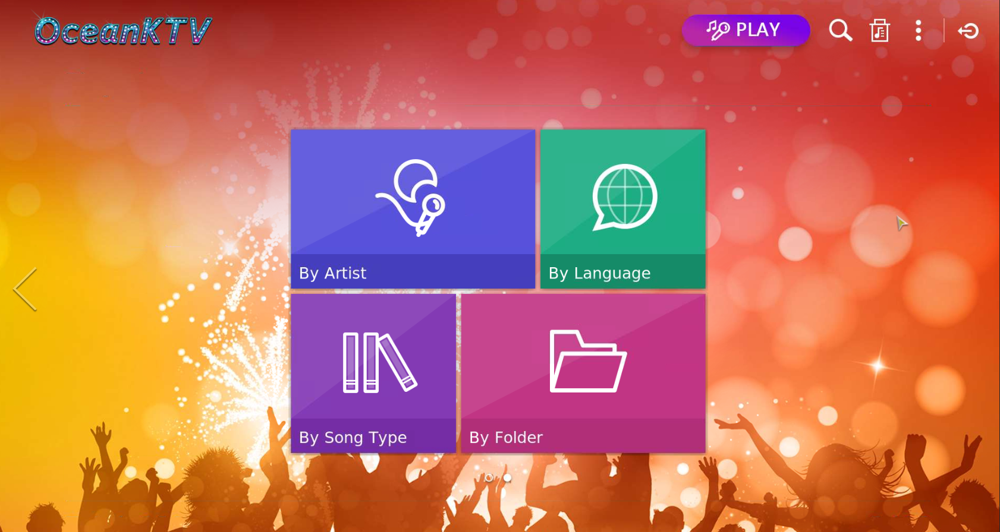 OceanKTV
PLAY
By Artist
By Language
By Song Type
By Folder